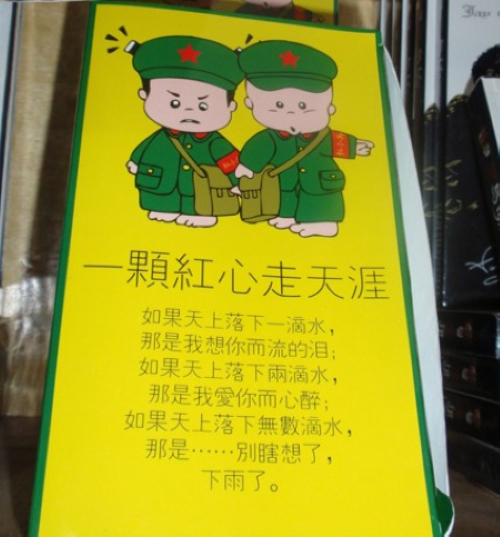 一顆紅心走天涯
如果天上落下一滴水，
那是我想你而流的泪；
如果天上落下兩滴水，
那是我愛你而心醉；
如果天上落下無數滴水，
那是……別瞎想了，
下雨了。